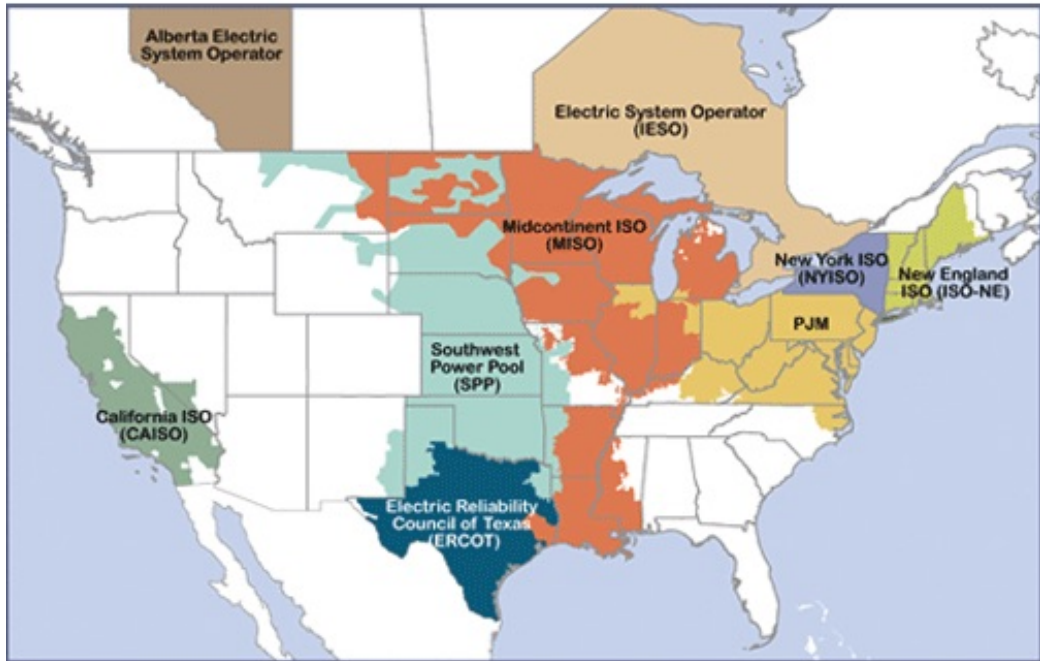 Alberta Electric
System Operator
Electric System Operator
(IESO)
Midcontinent ISO
(MISO)
New York ISO
(NYISO)
New England
ISO (ISO-NE)
PJM
Southwest
Power Pool
(SPP)
California ISO
(CAISO)
Electric Reliability
Council of Texas
(ERCOT)